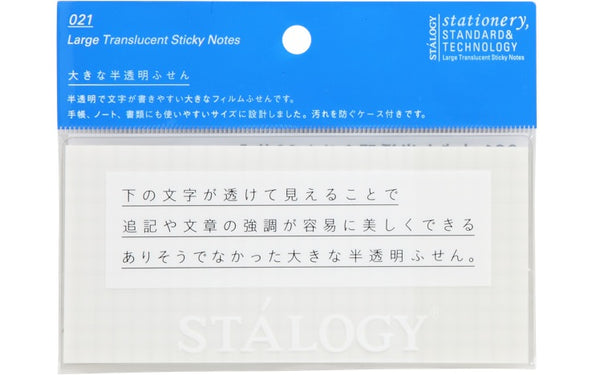 021
Large Translucent Sticky Notes
大きな半透明ふせん
半透明で文字が書きやすい大きなフィルムふせんです。
手帳、ノート、書類にも使いやすいサイズに設計しました。汚れを防ぐケース付きです。
STÁLOGY
stationery,
STANDARD&
TECHNOLOGY
Large Translucent Sticky Notes
下の文字が透けて見えることで
追記や文章の強調が容易に美しくできる
ありそうでなかった大きな半透明ふせん。
STÁLOGY®